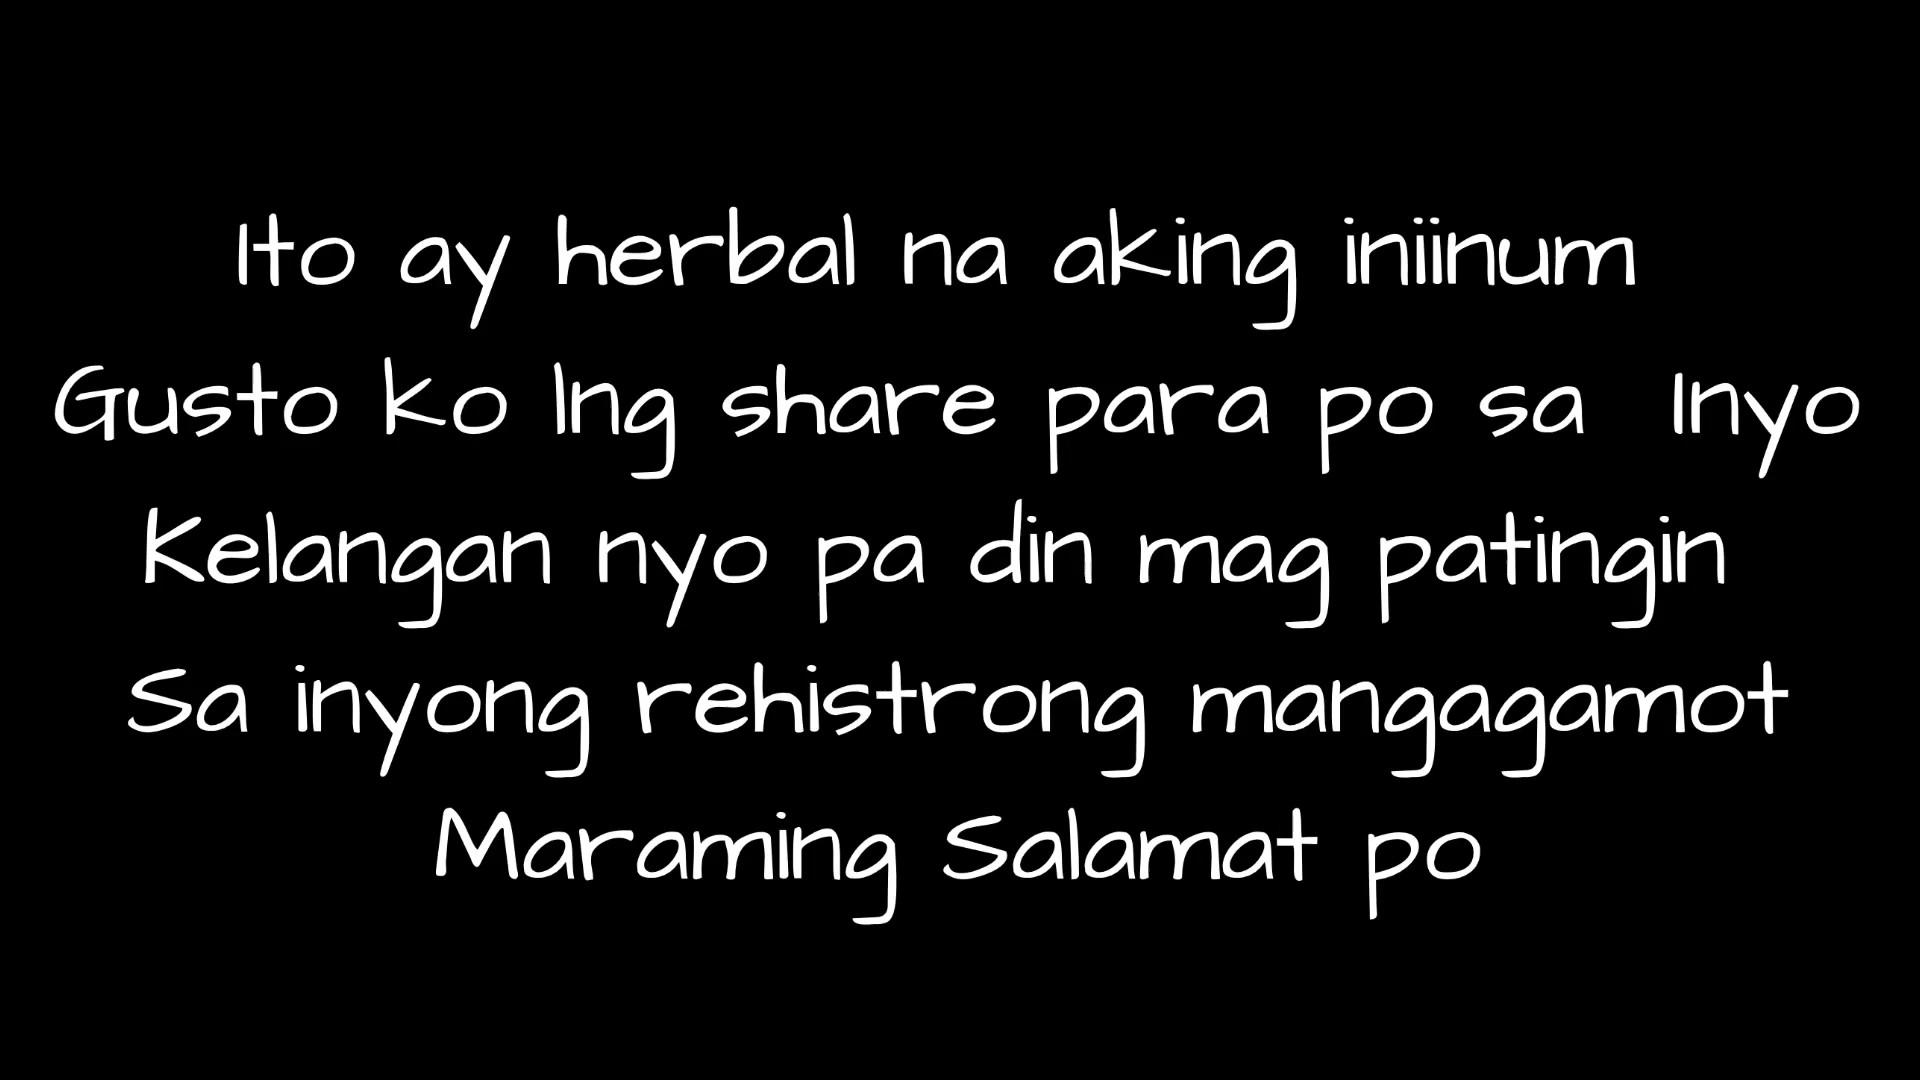 Ito ay herbal na aking iniinum
Gusto ko lng share para po sa Inyo
Kelangan nyo pa din mag patingin
Sa inyong rehistrong mangagamot
Maraming Salamat po